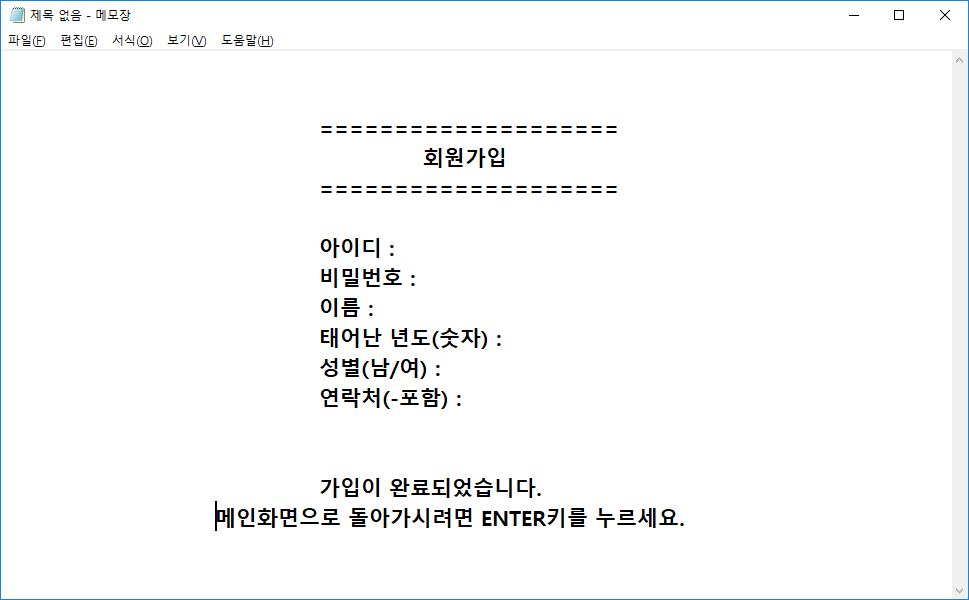 제목 없음 - 메모장
파일(F) 편집(E) 서식(O) 보기(V) 도움말(H)
====================
회원가입
====================
아이디 :
비밀번호 :
이름 :
태어난 년도(숫자) :
성별(남/여) :
연락처(-포함) :
가입이 완료되었습니다.
메인화면으로 돌아가시려면 ENTER키를 누르세요.